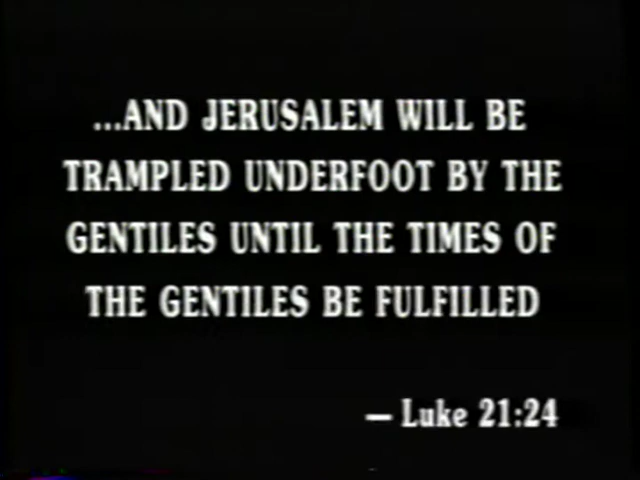 ...AND JERUSALEM WILL BE
TRAMPLED UNDERFOOT BY THE
GENTILES UNTIL THE TIMES OF
THE GENTILES BE FULFILLED
— Luke 21:24